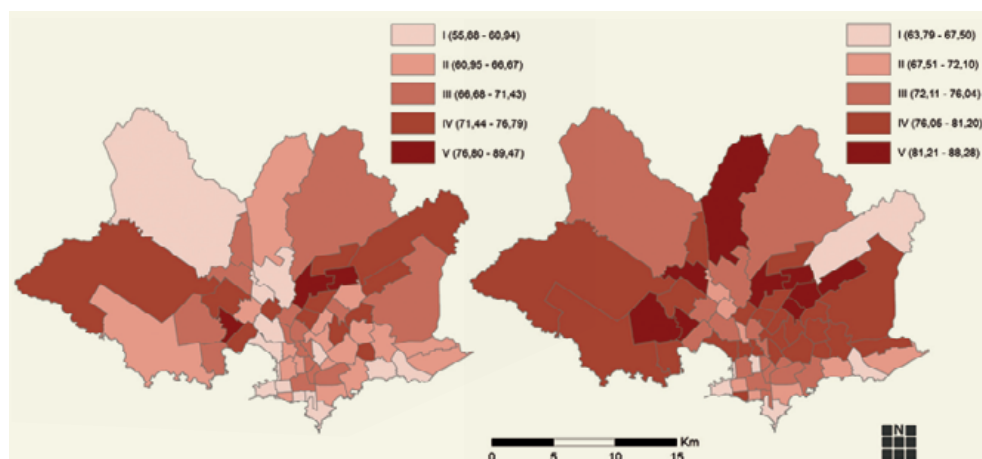 I (55,88 - 60,94)
II (60,95 - 66,67)
III (66,68 - 71,43)
IV (71,44 - 76,79)
V (76,80 - 89,47)
I (63,79 - 67,50)
II (67,51 - 72,10)
III (72,11 - 76,04)
IV (76,05 - 81,20)
V (81,21 - 88,28)
N
Km
0 5 10 15